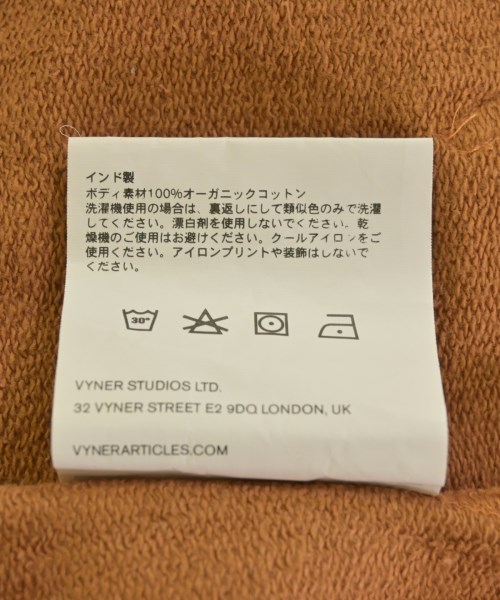 インド製
ボディ素材100%オーガニックコットン
洗濯機使用の場合は、裏返しにして類似色のみで洗濯
してください。漂白剤を使用しないでください。乾
燥機のご使用はお避けください。クールアイロンをご
使用ください。アイロンプリントや装飾はしないで
ください。
30°
VYNER STUDIOS LTD.
32 VYNER STREET E2 9DQ LONDON, UK
VYNERARTICLES.COM